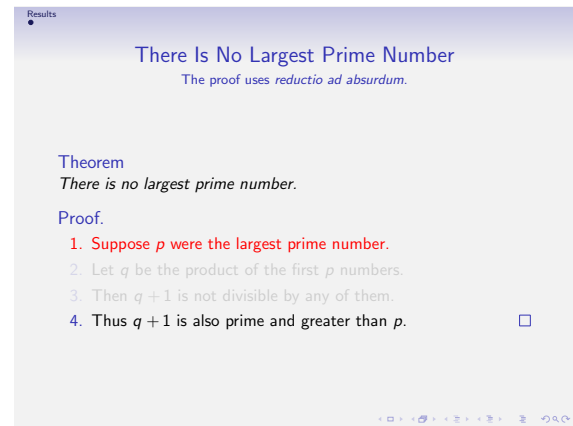 Results
There Is No Largest Prime Number
The proof uses reductio ad absurdum.
Theorem
There is no largest prime number.
Proof.
1. Suppose p were the largest prime number.
2. Let q be the product of the first p numbers.
3. Then q + 1 is not divisible by any of them.
4. Thus q + 1 is also prime and greater than p.